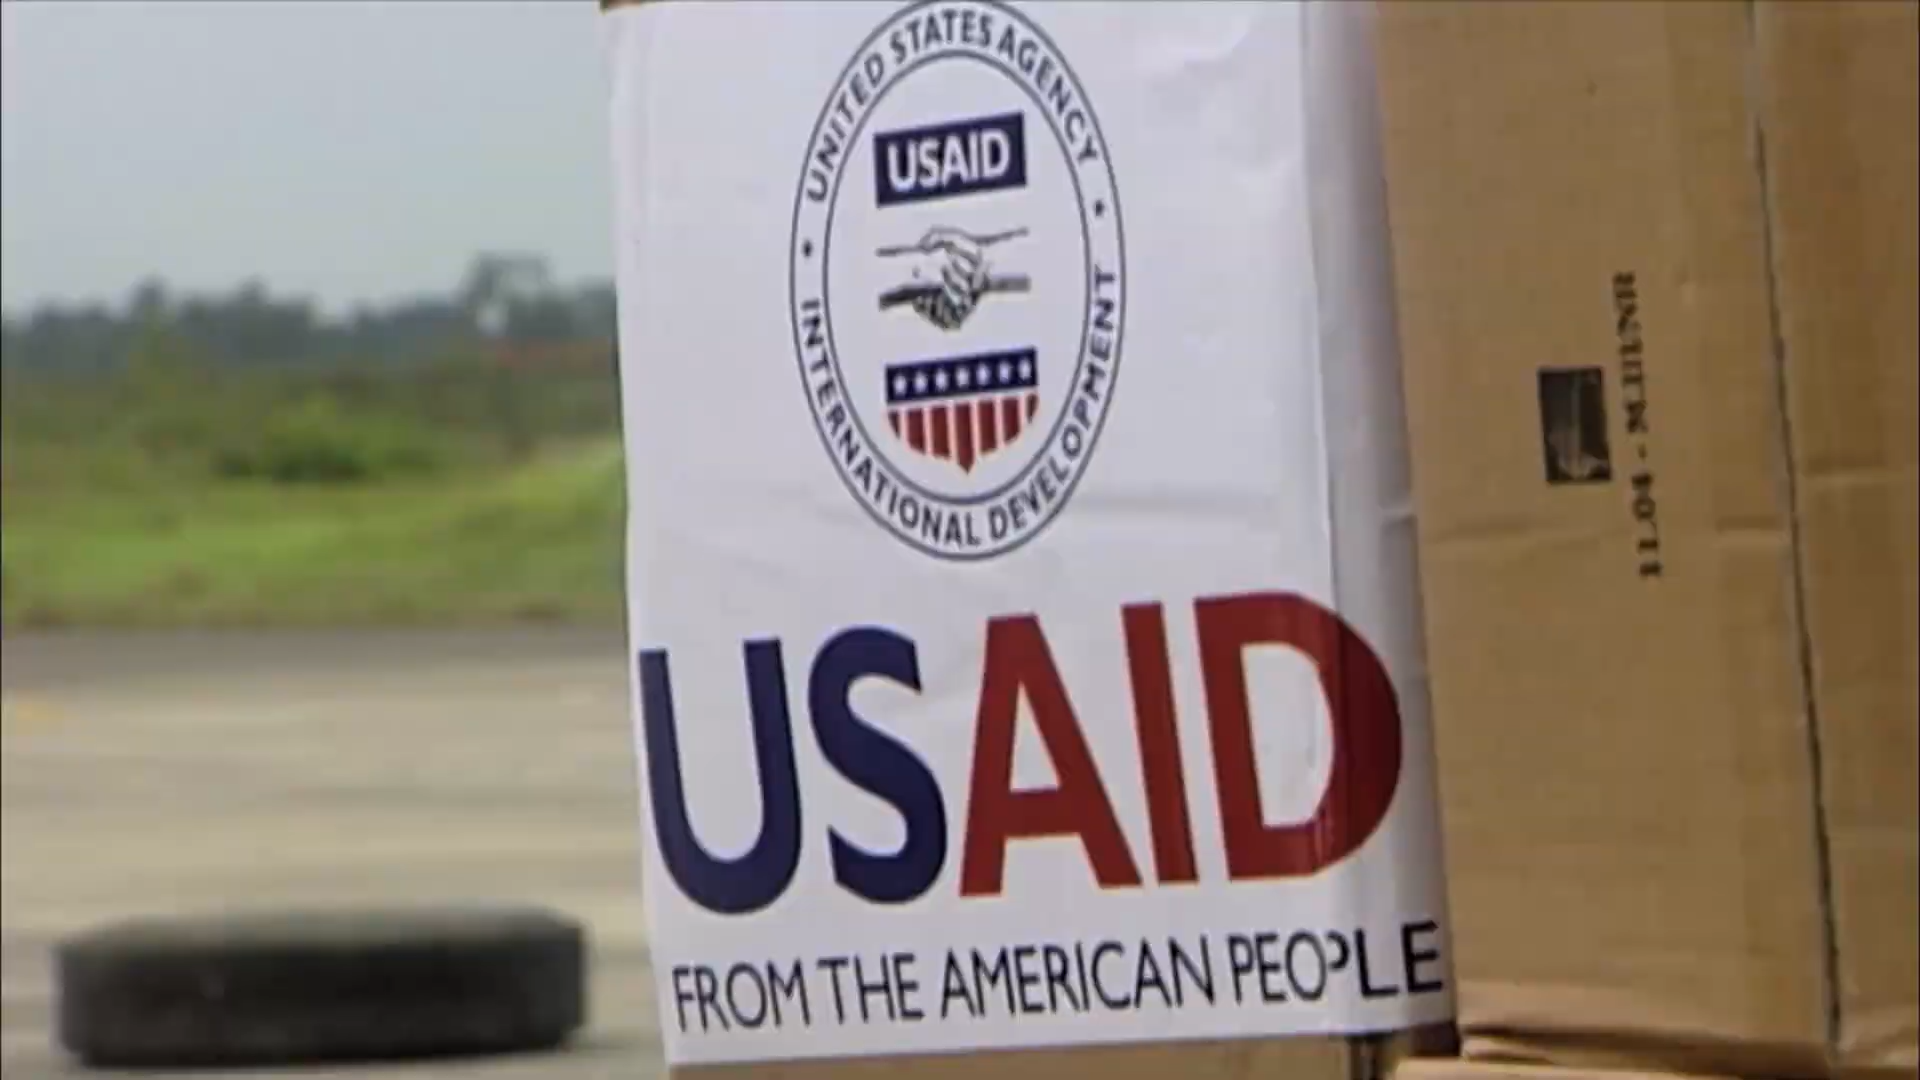 UNITED STATES AGENCY
INTERNATIONAL DEVELOPMENT
USAID
USAID
FROM THE AMERICAN PEOPLE